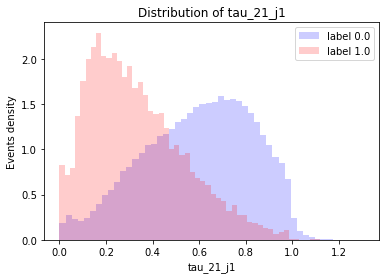 Distribution of tau_21_j1
label 0.0
label 1.0
Events density
2.0
1.5
1.0
0.5
0.0
0.0 0.2 0.4 0.6 0.8 1.0 1.2
tau_21_j1